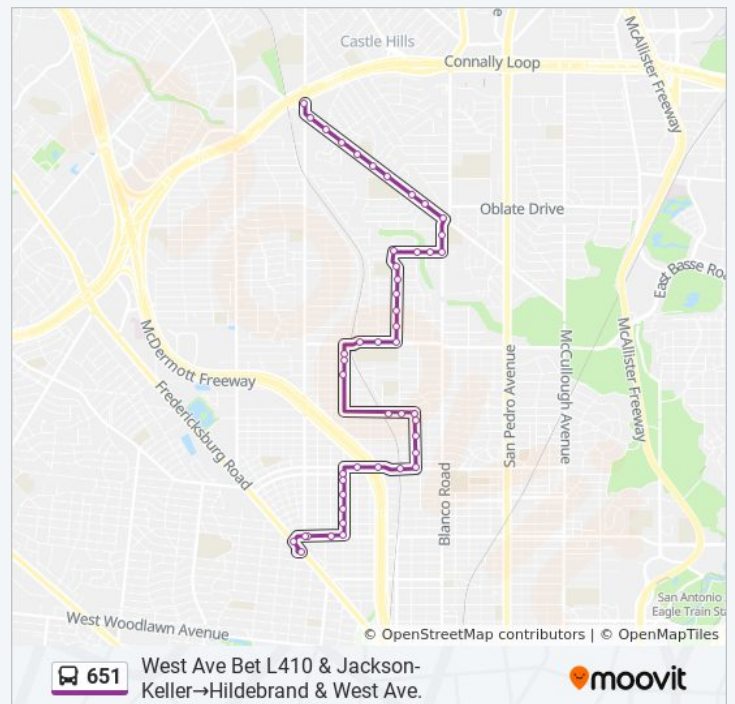 e
Castle Hills
Connally Loop
McAllister Freeway
Oblate Drive
East Basse Roa
McDermott Freeway
Fredericksburg Road
San Pedro Avenue
McCullough Avenue
McAllister Freeway
Blanco Road
San Antonio
Eagle Train Sta
West Woodlawn Avenue
© OpenStreetMap contributors | © OpenMapTiles
651
West Ave Bet L410 & Jackson-
Keller→Hildebrand & West Ave.
moovit